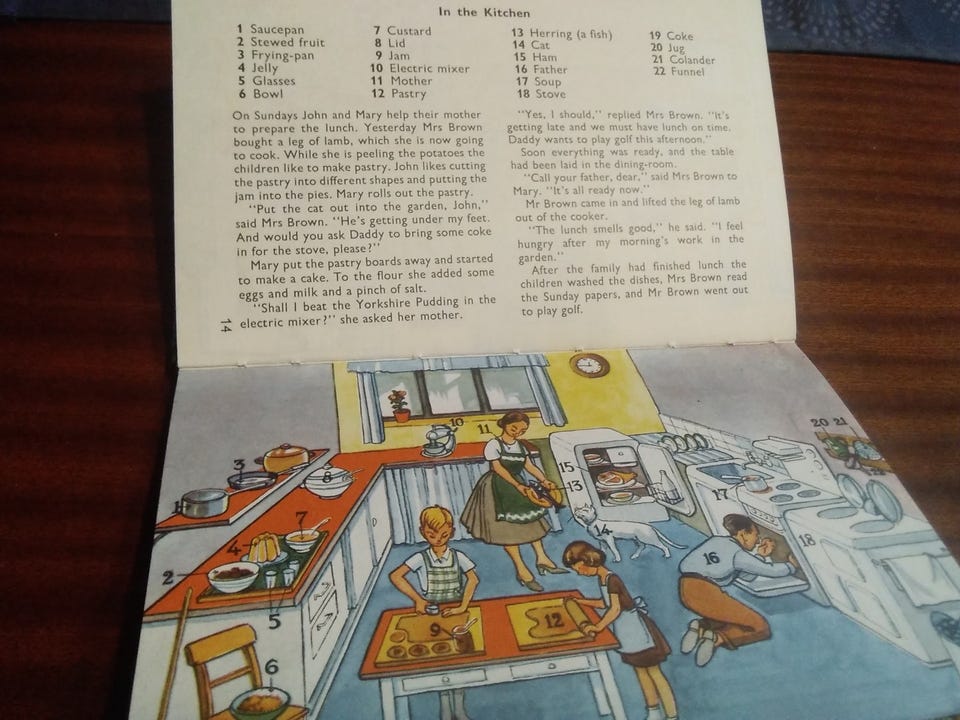 In the Kitchen
1 Saucepan
2 Stewed fruit
3 Frying-pan
4 Jelly
5 Glasses
6 Bowl
7 Custard
8 Lid
9 Jam
10 Electric mixer
11 Mother
12 Pastry
13 Herring (a fish)
14 Cat
15 Ham
16 Father
17 Soup
18 Stove
19 Coke
20 Jug
21 Colander
22 Funnel
On Sundays John and Mary help their mother
to prepare the lunch. Yesterday Mrs Brown
bought a leg of lamb, which she is now going
to cook. While she is peeling the potatoes the
children like to make pastry. John likes cutting
the pastry into different shapes and putting the
jam into the pies. Mary rolls out the pastry.
"Put the cat out into the garden, John,"
said Mrs Brown. "He's getting under my feet.
And would you ask Daddy to bring some coke
in for the stove, please?"
Mary put the pastry boards away and started
to make a cake. To the flour she added some
eggs and milk and a pinch of salt.
"Shall I beat the Yorkshire Pudding in the
electric mixer?" she asked her mother.
14
"Yes, I should," replied Mrs Brown. "It's
getting late and we must have lunch on time.
Daddy wants to play golf this afternoon."
Soon everything was ready, and the table
had been laid in the dining-room.
"Call your father, dear," said Mrs Brown to
Mary. "It's all ready now."
Mr Brown came in and lifted the leg of lamb
out of the cooker.
"The lunch smells good," he said. "I feel
hungry after my morning's work in the
garden."
After the family had finished lunch the
children washed the dishes, Mrs Brown read
the Sunday papers, and Mr Brown went out
to play golf.
10
11
20 21
3
8
15
13
1
17
7
4
14
18
2
16
5
9
12
6